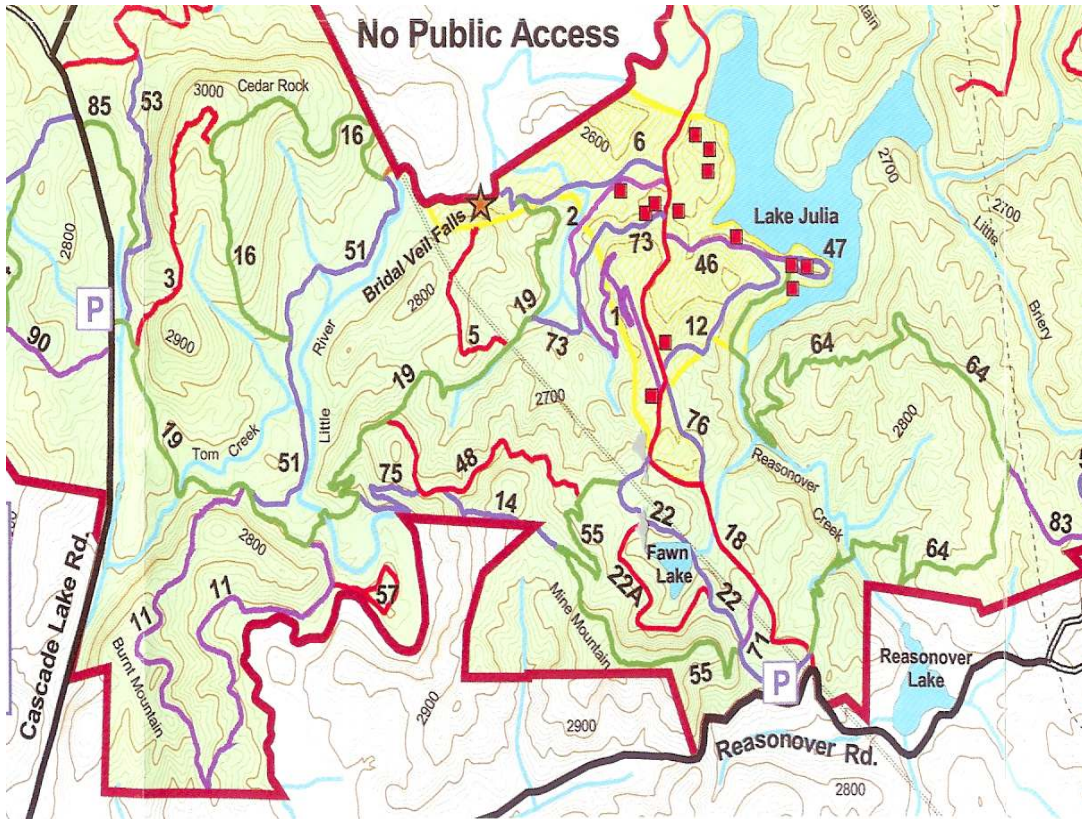 No Public Access
85
53
3000
Cedar Rock
16
6
2600
2
Bridal Veil Falls
Lake Julia
2700
2700
Little
Briery
2800
3
16
51
73
46
47
90
2900
River
2800
19
5
73
1
12
64
64
19
2700
76
2800
19
Tom Creek
51
Little
75
48
14
Reasonover
Creek
22
18
83
55
Fawn
Lake
64
2800
11
11
57
22A
22
Mine Mountain
71
Burnt Mountain
55
P
P
Cascade Lake Rd.
2900
2900
Reasonover
Lake
Reasonover Rd.
2800